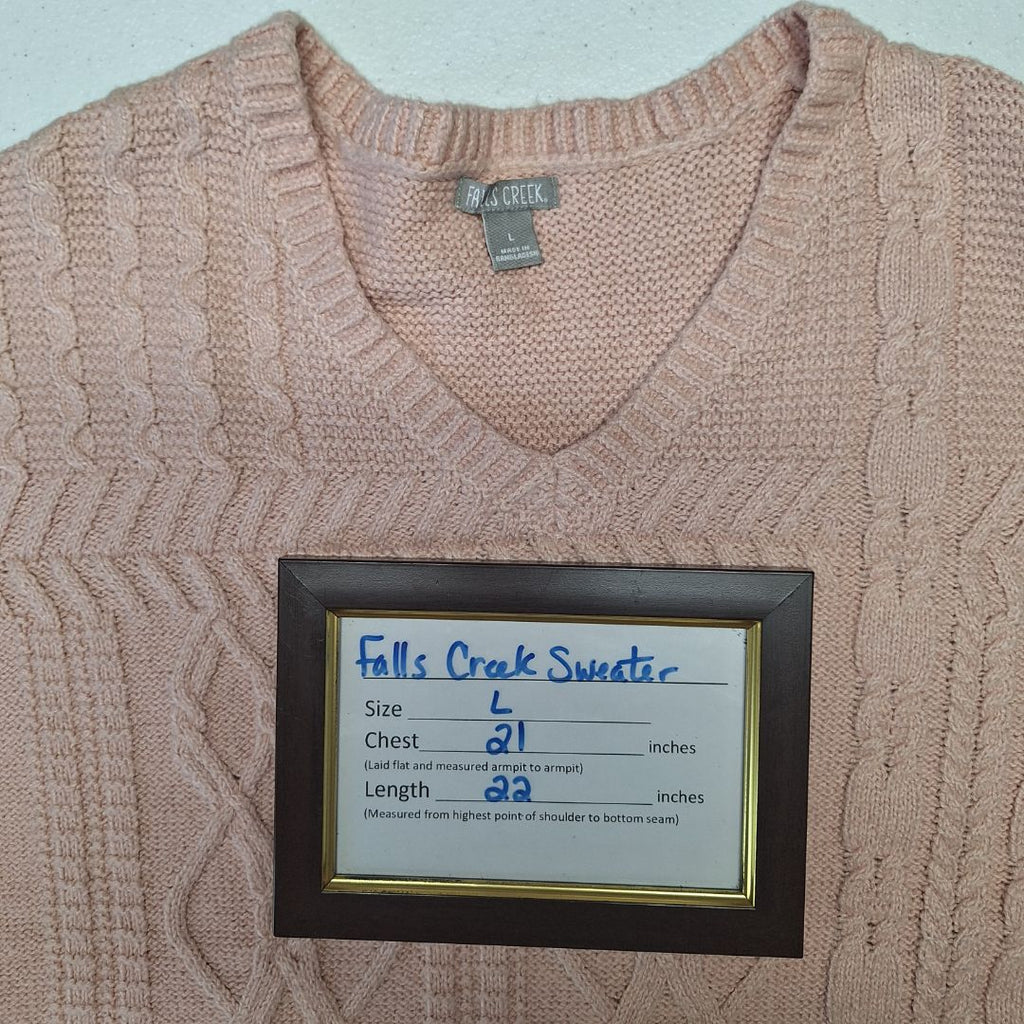 FALLS CREEK
L
MADE IN
BANGLADESH
Falls Creek Sweater
Size L
Chest 21 inches
(Laid flat and measured armpit to armpit)
Length 22 inches
(Measured from highest point of shoulder to bottom seam)